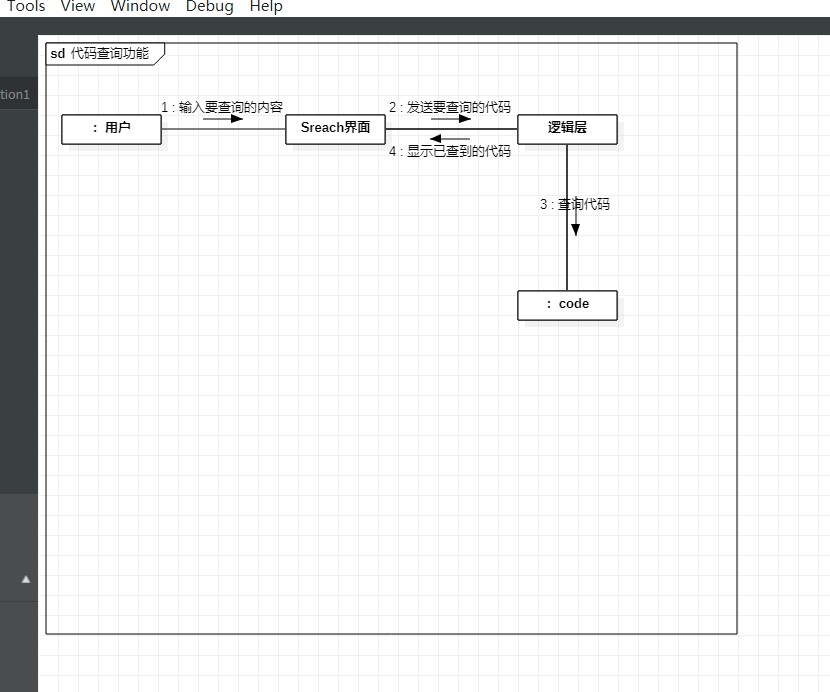 Tools View Window Debug Help
sd 代码查询功能
tion1
1 : 输入要查询的内容
2 : 发送要查询的代码
: 用户
Sreach界面
逻辑层
4 : 显示已查到的代码
3 : 查询代码
: code